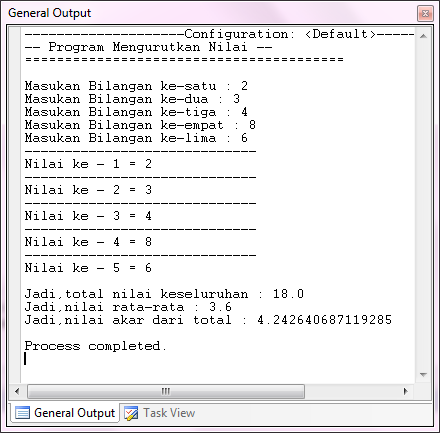 General Output
--------------------Configuration: <Default>------
-- Program Mengurutkan Nilai --
========================================
Masukan Bilangan ke-satu : 2
Masukan Bilangan ke-dua : 3
Masukan Bilangan ke-tiga : 4
Masukan Bilangan ke-empat : 8
Masukan Bilangan ke-lima : 6
-----------------------------
Nilai ke - 1 = 2
-----------------------------
Nilai ke - 2 = 3
-----------------------------
Nilai ke - 3 = 4
-----------------------------
Nilai ke - 4 = 8
-----------------------------
Nilai ke - 5 = 6
Jadi,total nilai keseluruhan : 18.0
Jadi,nilai rata-rata : 3.6
Jadi,nilai akar dari total : 4.242640687119285
Process completed.
General Output
Task View